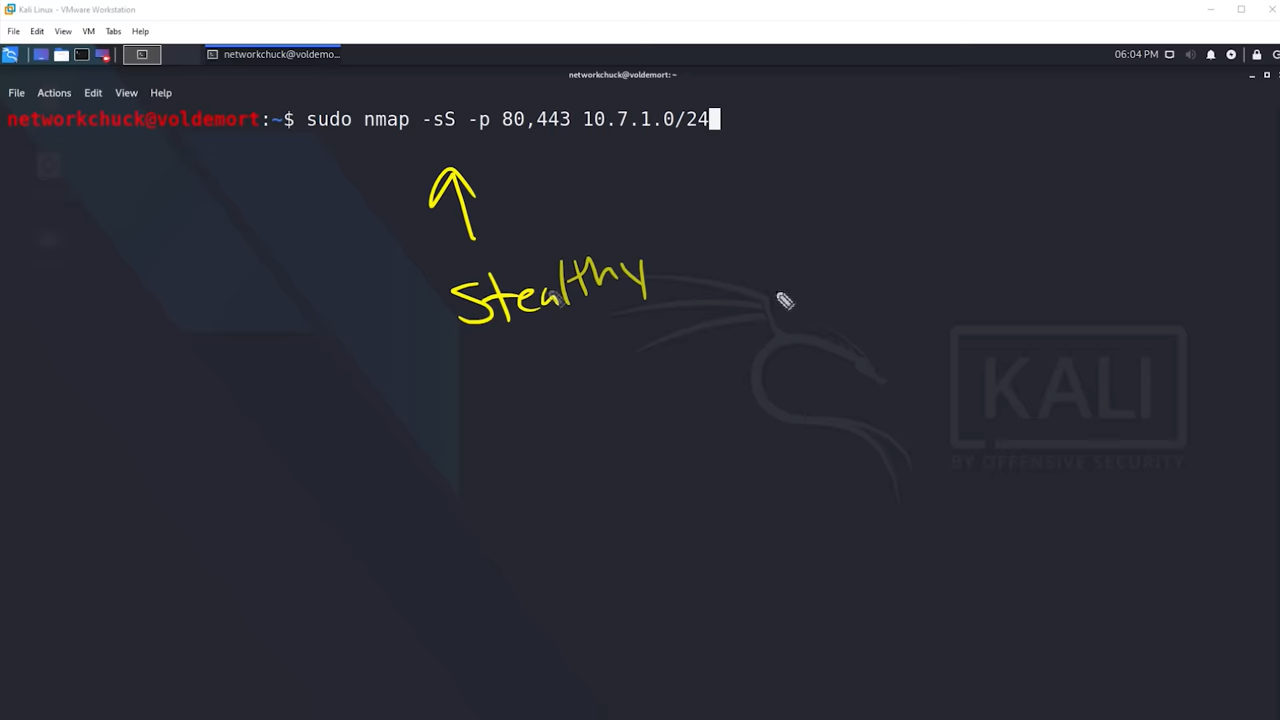 Kali Linux - VMware Workstation
File Edit View VM Tabs Help
networkchuck@voldemo... 06:04 PM
networkchuck@voldemort: ~
File Actions Edit View Help
networkchuck@voldemort:~$ sudo nmap -sS -p 80,443 10.7.1.0/24
Stealthy
KALI
BY OFFENSIVE SECURITY